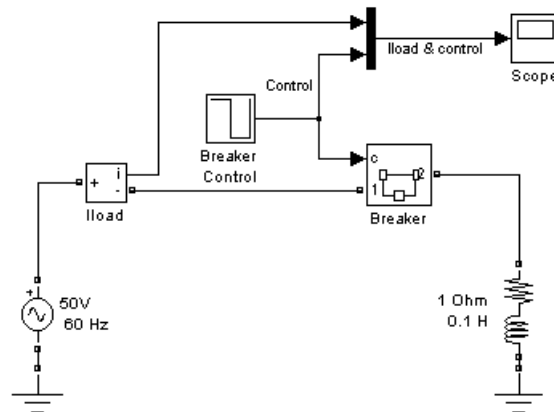 Iload & control
Scope
Control
Breaker
Control
c
1
2
Breaker
i
+
-
Iload
+
50V
60 Hz
1 Ohm
0.1 H